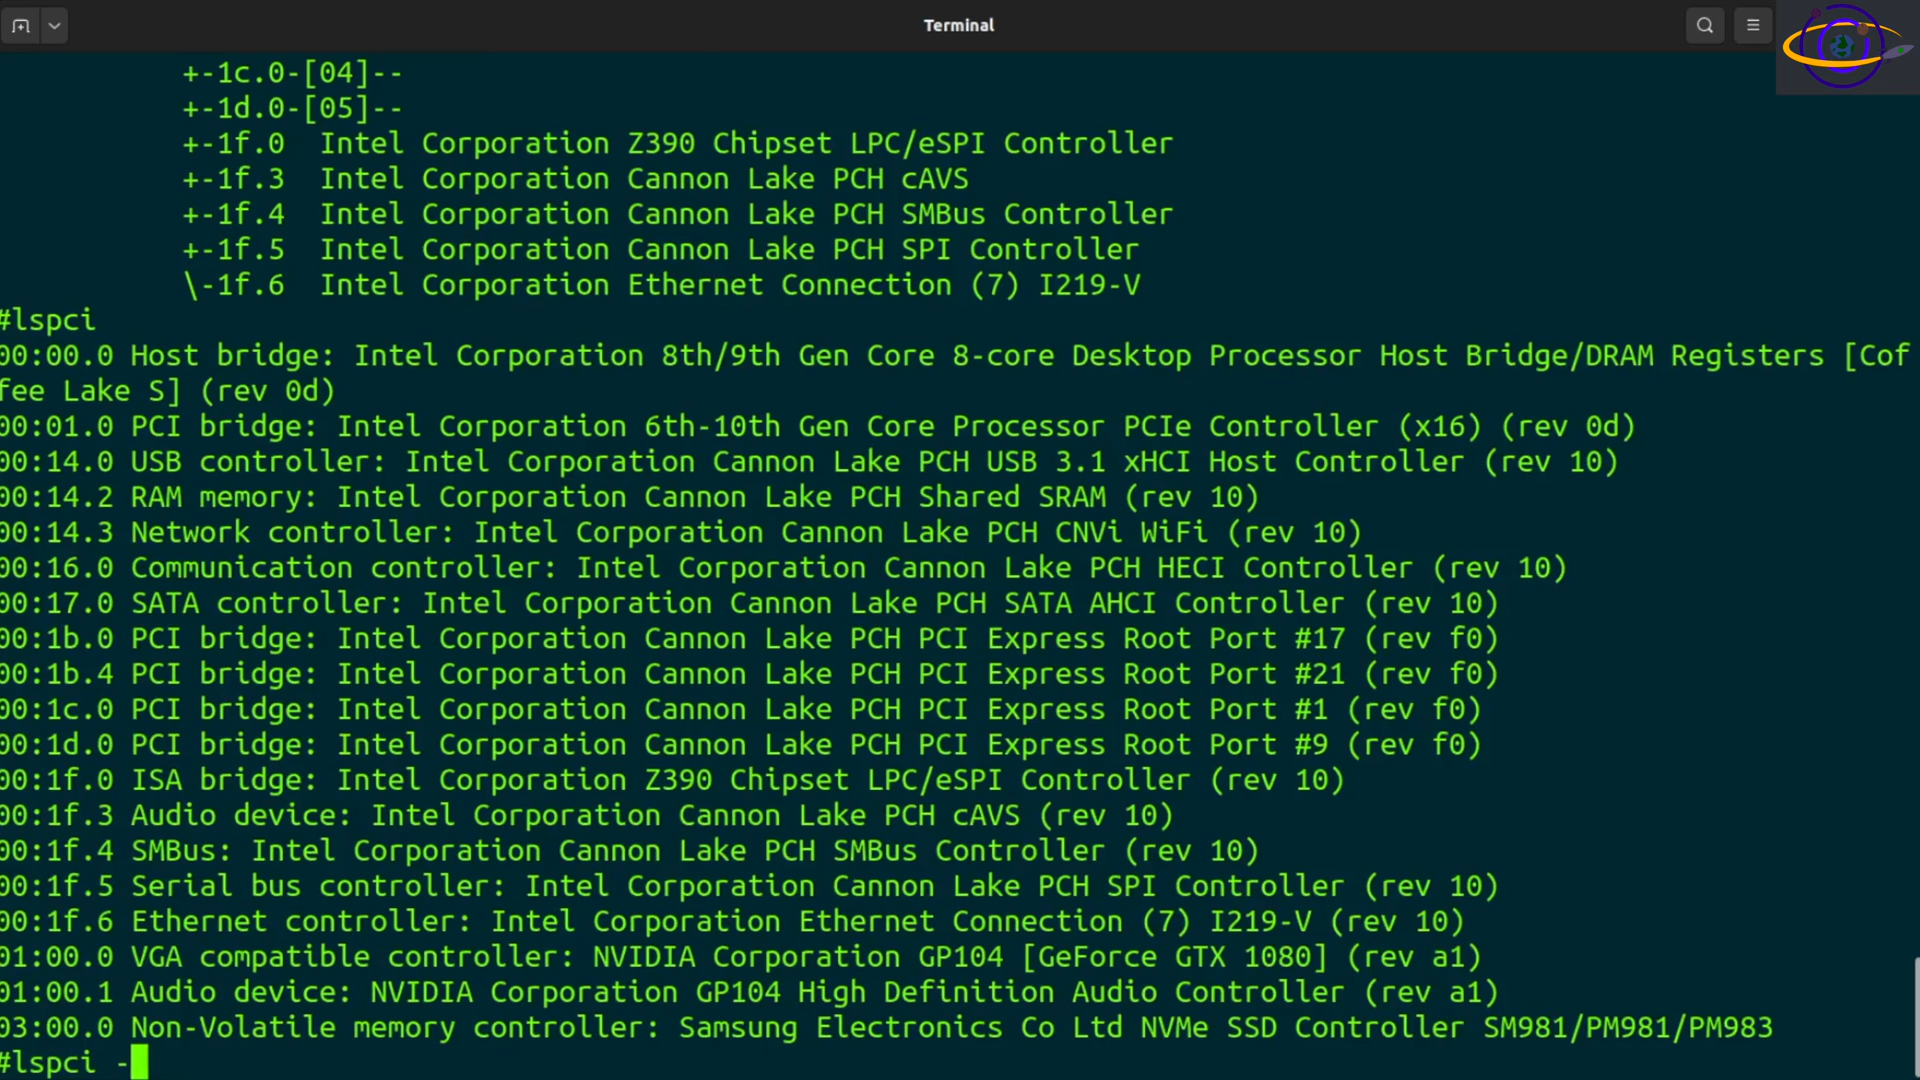 Terminal
+-1c.0-[04]--
+-1d.0-[05]--
+-1f.0  Intel Corporation Z390 Chipset LPC/eSPI Controller
+-1f.3  Intel Corporation Cannon Lake PCH cAVS
+-1f.4  Intel Corporation Cannon Lake PCH SMBus Controller
+-1f.5  Intel Corporation Cannon Lake PCH SPI Controller
\-1f.6  Intel Corporation Ethernet Connection (7) I219-V
#lspci
00:00.0 Host bridge: Intel Corporation 8th/9th Gen Core 8-core Desktop Processor Host Bridge/DRAM Registers [Cof
fee Lake S] (rev 0d)
00:01.0 PCI bridge: Intel Corporation 6th-10th Gen Core Processor PCIe Controller (x16) (rev 0d)
00:14.0 USB controller: Intel Corporation Cannon Lake PCH USB 3.1 xHCI Host Controller (rev 10)
00:14.2 RAM memory: Intel Corporation Cannon Lake PCH Shared SRAM (rev 10)
00:14.3 Network controller: Intel Corporation Cannon Lake PCH CNVi WiFi (rev 10)
00:16.0 Communication controller: Intel Corporation Cannon Lake PCH HECI Controller (rev 10)
00:17.0 SATA controller: Intel Corporation Cannon Lake PCH SATA AHCI Controller (rev 10)
00:1b.0 PCI bridge: Intel Corporation Cannon Lake PCH PCI Express Root Port #17 (rev f0)
00:1b.4 PCI bridge: Intel Corporation Cannon Lake PCH PCI Express Root Port #21 (rev f0)
00:1c.0 PCI bridge: Intel Corporation Cannon Lake PCH PCI Express Root Port #1 (rev f0)
00:1d.0 PCI bridge: Intel Corporation Cannon Lake PCH PCI Express Root Port #9 (rev f0)
00:1f.0 ISA bridge: Intel Corporation Z390 Chipset LPC/eSPI Controller (rev 10)
00:1f.3 Audio device: Intel Corporation Cannon Lake PCH cAVS (rev 10)
00:1f.4 SMBus: Intel Corporation Cannon Lake PCH SMBus Controller (rev 10)
00:1f.5 Serial bus controller: Intel Corporation Cannon Lake PCH SPI Controller (rev 10)
00:1f.6 Ethernet controller: Intel Corporation Ethernet Connection (7) I219-V (rev 10)
01:00.0 VGA compatible controller: NVIDIA Corporation GP104 [GeForce GTX 1080] (rev a1)
01:00.1 Audio device: NVIDIA Corporation GP104 High Definition Audio Controller (rev a1)
03:00.0 Non-Volatile memory controller: Samsung Electronics Co Ltd NVMe SSD Controller SM981/PM981/PM983
#lspci -